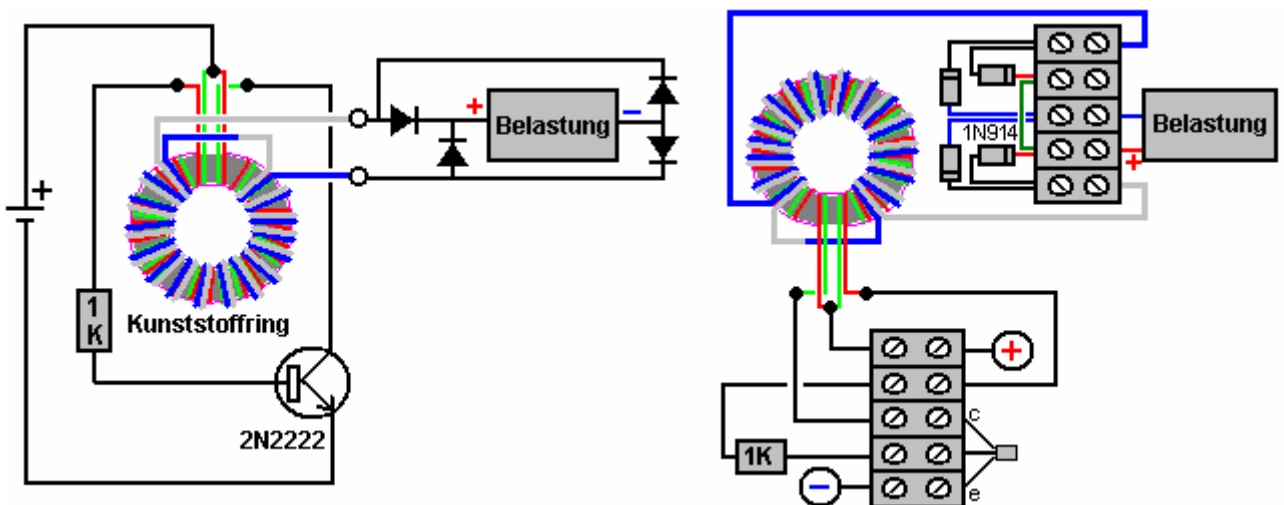 +
+
Belastung
−
1
K
Kunststoffring
2N2222
1N914
Belastung
+
+
c
1K
−
e